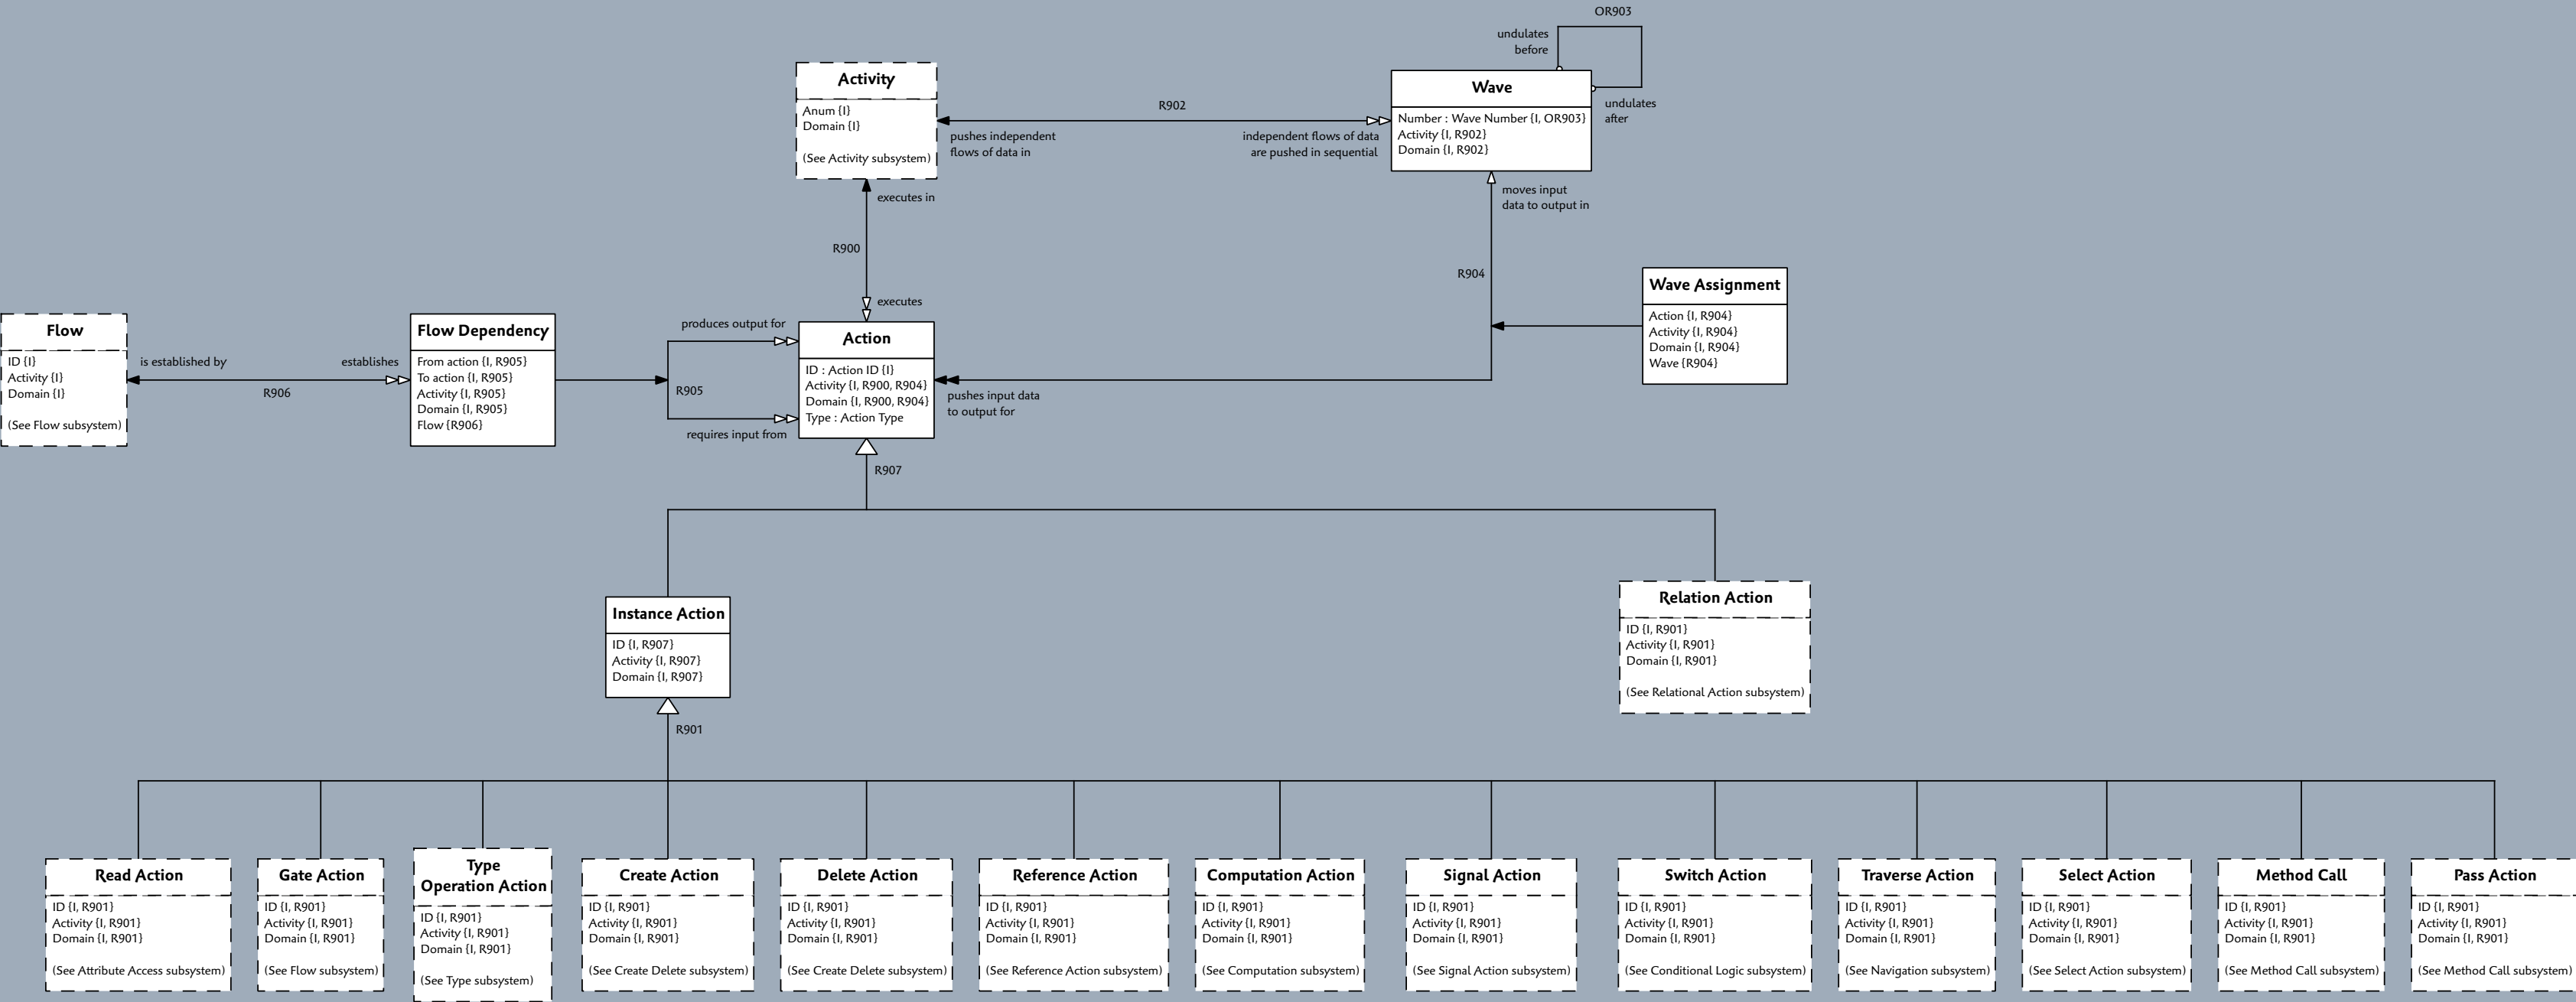 OR903
undulates
before
Wave
Number : Wave Number {I, OR903}
Activity {I, R902}
Domain {I, R902}
undulates
after
Activity
Anum {I}
Domain {I}
(See Activity subsystem)
R902
pushes independent
flows of data in
independent flows of data
are pushed in sequential
executes in
R900
executes
moves input
data to output in
R904
Wave Assignment
Action {I, R904}
Activity {I, R904}
Domain {I, R904}
Wave {R904}
Flow
ID {I}
Activity {I}
Domain {I}
(See Flow subsystem)
is established by
establishes
R906
Flow Dependency
From action {I, R905}
To action {I, R905}
Activity {I, R905}
Domain {I, R905}
Flow {R906}
produces output for
R905
requires input from
Action
ID : Action ID {I}
Activity {I, R900, R904}
Domain {I, R900, R904}
Type : Action Type
pushes input data
to output for
R907
Instance Action
ID {I, R907}
Activity {I, R907}
Domain {I, R907}
Relation Action
ID {I, R901}
Activity {I, R901}
Domain {I, R901}
(See Relational Action subsystem)
R901
Read Action
ID {I, R901}
Activity {I, R901}
Domain {I, R901}
(See Attribute Access subsystem)
Gate Action
ID {I, R901}
Activity {I, R901}
Domain {I, R901}
(See Flow subsystem)
Type
Operation Action
ID {I, R901}
Activity {I, R901}
Domain {I, R901}
(See Type subsystem)
Create Action
ID {I, R901}
Activity {I, R901}
Domain {I, R901}
(See Create Delete subsystem)
Delete Action
ID {I, R901}
Activity {I, R901}
Domain {I, R901}
(See Create Delete subsystem)
Reference Action
ID {I, R901}
Activity {I, R901}
Domain {I, R901}
(See Reference Action subsystem)
Computation Action
ID {I, R901}
Activity {I, R901}
Domain {I, R901}
(See Computation subsystem)
Signal Action
ID {I, R901}
Activity {I, R901}
Domain {I, R901}
(See Signal Action subsystem)
Switch Action
ID {I, R901}
Activity {I, R901}
Domain {I, R901}
(See Conditional Logic subsystem)
Traverse Action
ID {I, R901}
Activity {I, R901}
Domain {I, R901}
(See Navigation subsystem)
Select Action
ID {I, R901}
Activity {I, R901}
Domain {I, R901}
(See Select Action subsystem)
Method Call
ID {I, R901}
Activity {I, R901}
Domain {I, R901}
(See Method Call subsystem)
Pass Action
ID {I, R901}
Activity {I, R901}
Domain {I, R901}
(See Method Call subsystem)